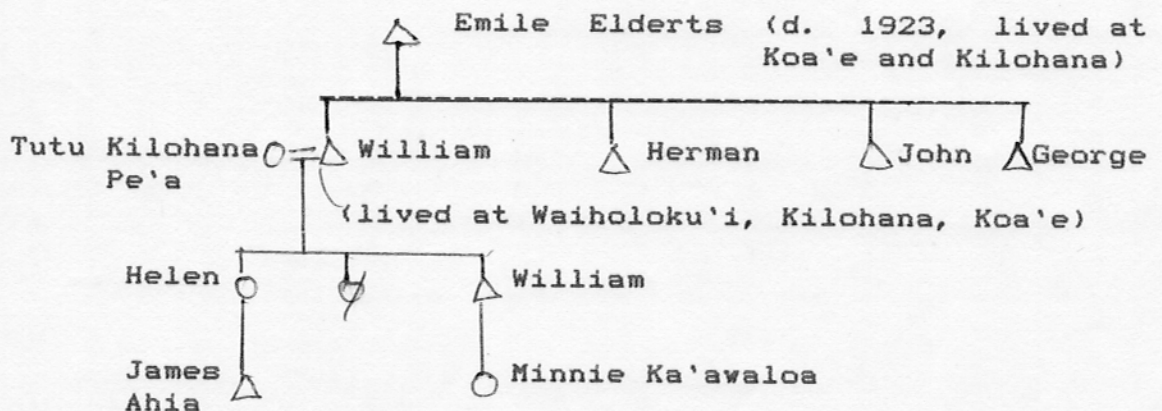 Emile Elderts (d. 1923, lived at
Koa'e and Kilohana)
Tutu Kilohana
Pe'a
William
Herman
John
George
(lived at Waiholoku'i, Kilohana, Koa'e)
Helen
William
James
Ahia
Minnie Ka'awaloa